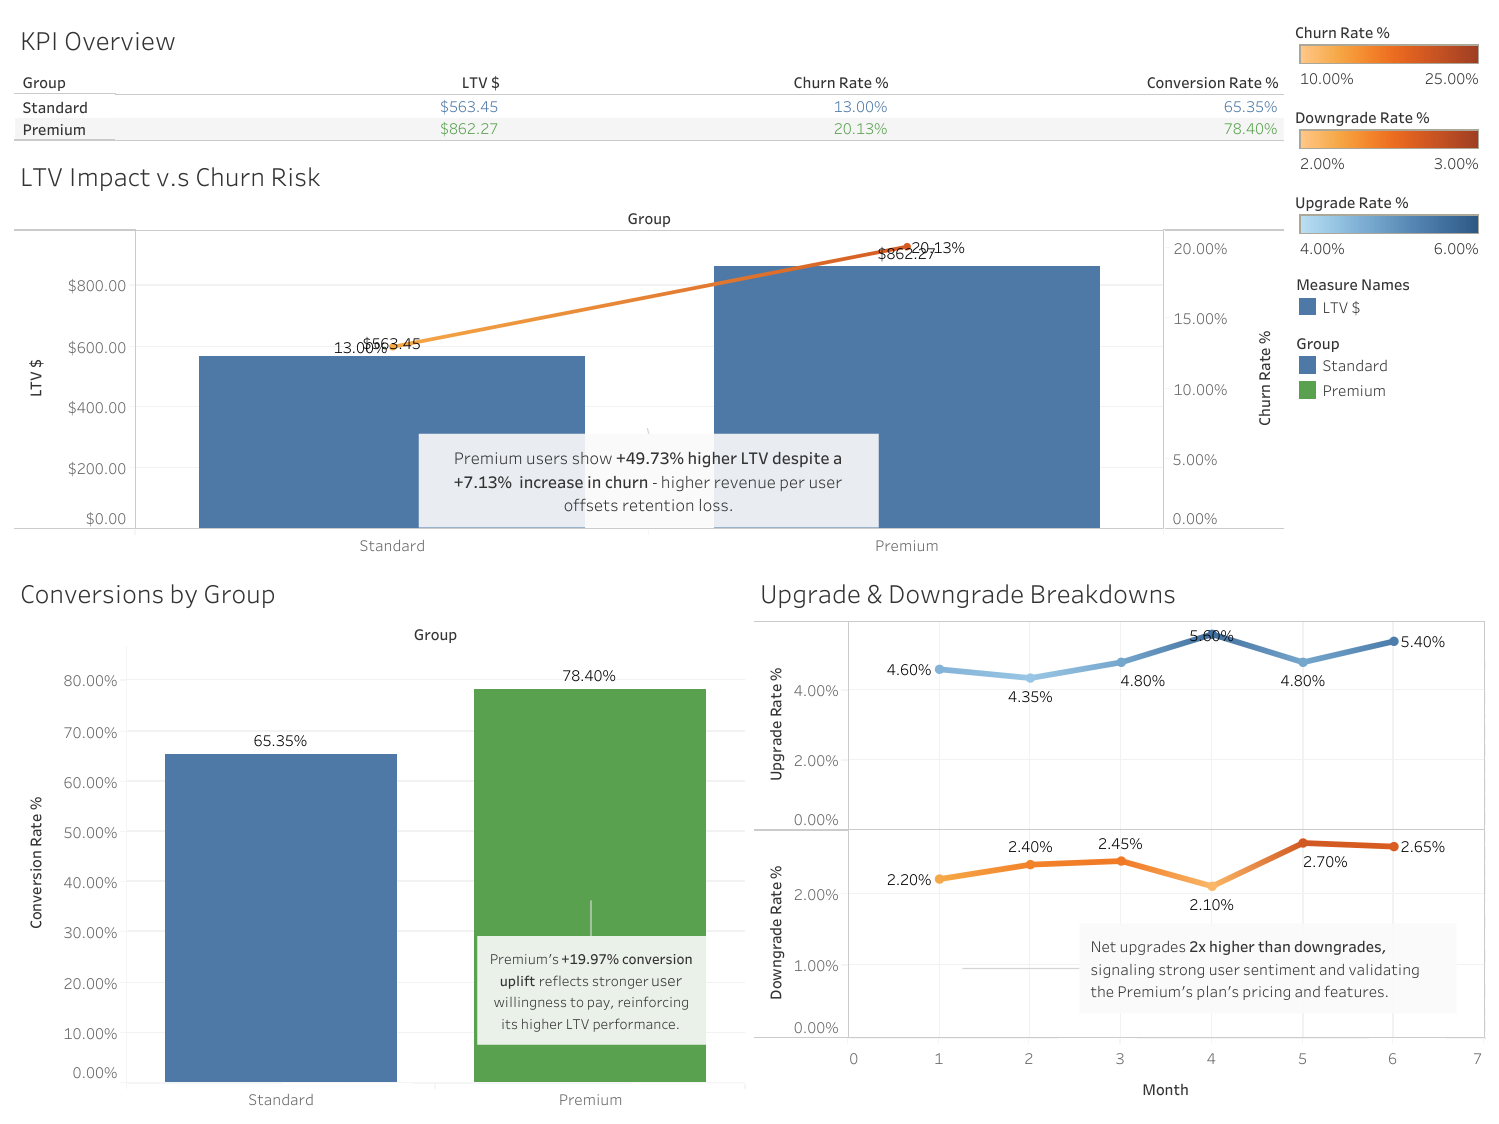 KPI Overview
Group LTV $ Churn Rate % Conversion Rate %
Standard $563.45 13.00% 65.35%
Premium $862.27 20.13% 78.40%
Churn Rate %
10.00% 25.00%
Downgrade Rate %
2.00% 3.00%
Upgrade Rate %
4.00% 6.00%
Measure Names
LTV $
Group
Standard
Premium
LTV Impact v.s Churn Risk
Group
LTV $
$800.00
$600.00
$400.00
$200.00
$0.00
13.00%
$563.45
20.13%
$862.27
20.00%
15.00%
10.00%
5.00%
0.00%
Churn Rate %
Premium users show +49.73% higher LTV despite a
+7.13% increase in churn - higher revenue per user
offsets retention loss.
Standard Premium
Conversions by Group
Group
Conversion Rate %
80.00%
70.00%
60.00%
50.00%
40.00%
30.00%
20.00%
10.00%
0.00%
65.35%
78.40%
Premium's +19.97% conversion
uplift reflects stronger user
willingness to pay, reinforcing
its higher LTV performance.
Standard Premium
Upgrade & Downgrade Breakdowns
Upgrade Rate %
4.00%
2.00%
0.00%
4.60%
4.35%
4.80%
5.60%
4.80%
5.40%
Downgrade Rate %
2.00%
1.00%
0.00%
2.20%
2.40%
2.45%
2.10%
2.70%
2.65%
Net upgrades 2x higher than downgrades,
signaling strong user sentiment and validating
the Premium's plan's pricing and features.
0 1 2 3 4 5 6 7
Month